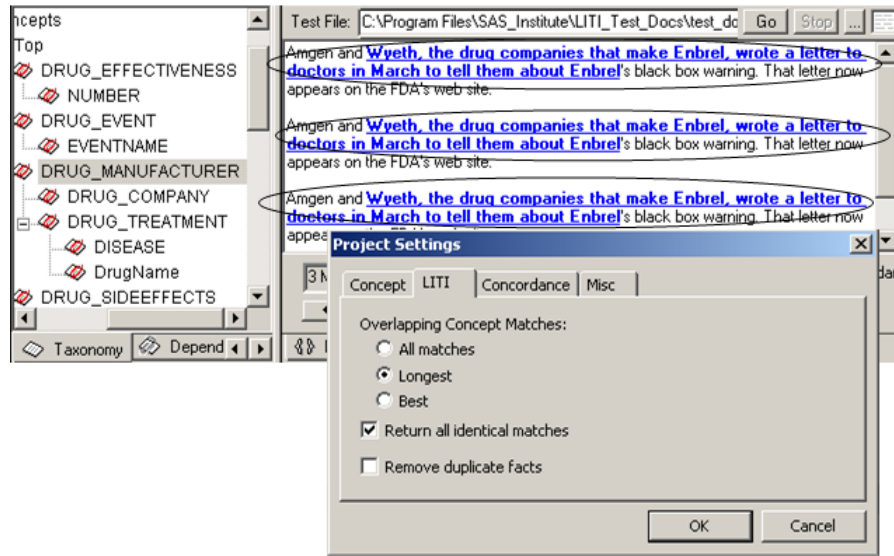 ncepts
Top
DRUG_EFFECTIVENESS
NUMBER
DRUG_EVENT
EVENTNAME
DRUG_MANUFACTURER
DRUG_COMPANY
DRUG_TREATMENT
DISEASE
DrugName
DRUG_SIDEEFFECTS
Taxonomy Depend
Test File: C:\Program Files\SAS_Institute\LITI_Test_Docs\test_dc Go Stop ...
Amgen and Wyeth, the drug companies that make Enbrel, wrote a letter to
doctors in March to tell them about Enbrel's black box warning. That letter now
appears on the FDA's web site.
Amgen and Wyeth, the drug companies that make Enbrel, wrote a letter to
doctors in March to tell them about Enbrel's black box warning. That letter now
appears on the FDA's web site.
Amgen and Wyeth, the drug companies that make Enbrel, wrote a letter to
doctors in March to tell them about Enbrel's black box warning. That letter now
appea
3 M
Project Settings
Concept LITI Concordance Misc
Overlapping Concept Matches:
All matches
Longest
Best
Return all identical matches
Remove duplicate facts
OK Cancel